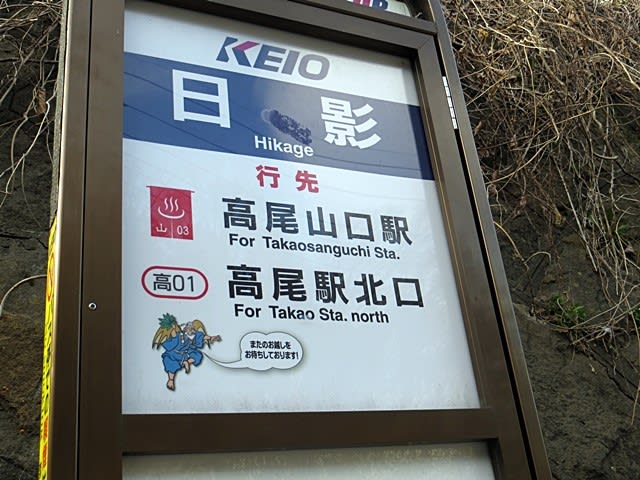 KEIO
日影
Hikage
行先
山 03
高尾山口駅
For Takaosanguchi Sta.
高01
高尾駅北口
For Takao Sta. north
またのお越しを
お待ちしております!